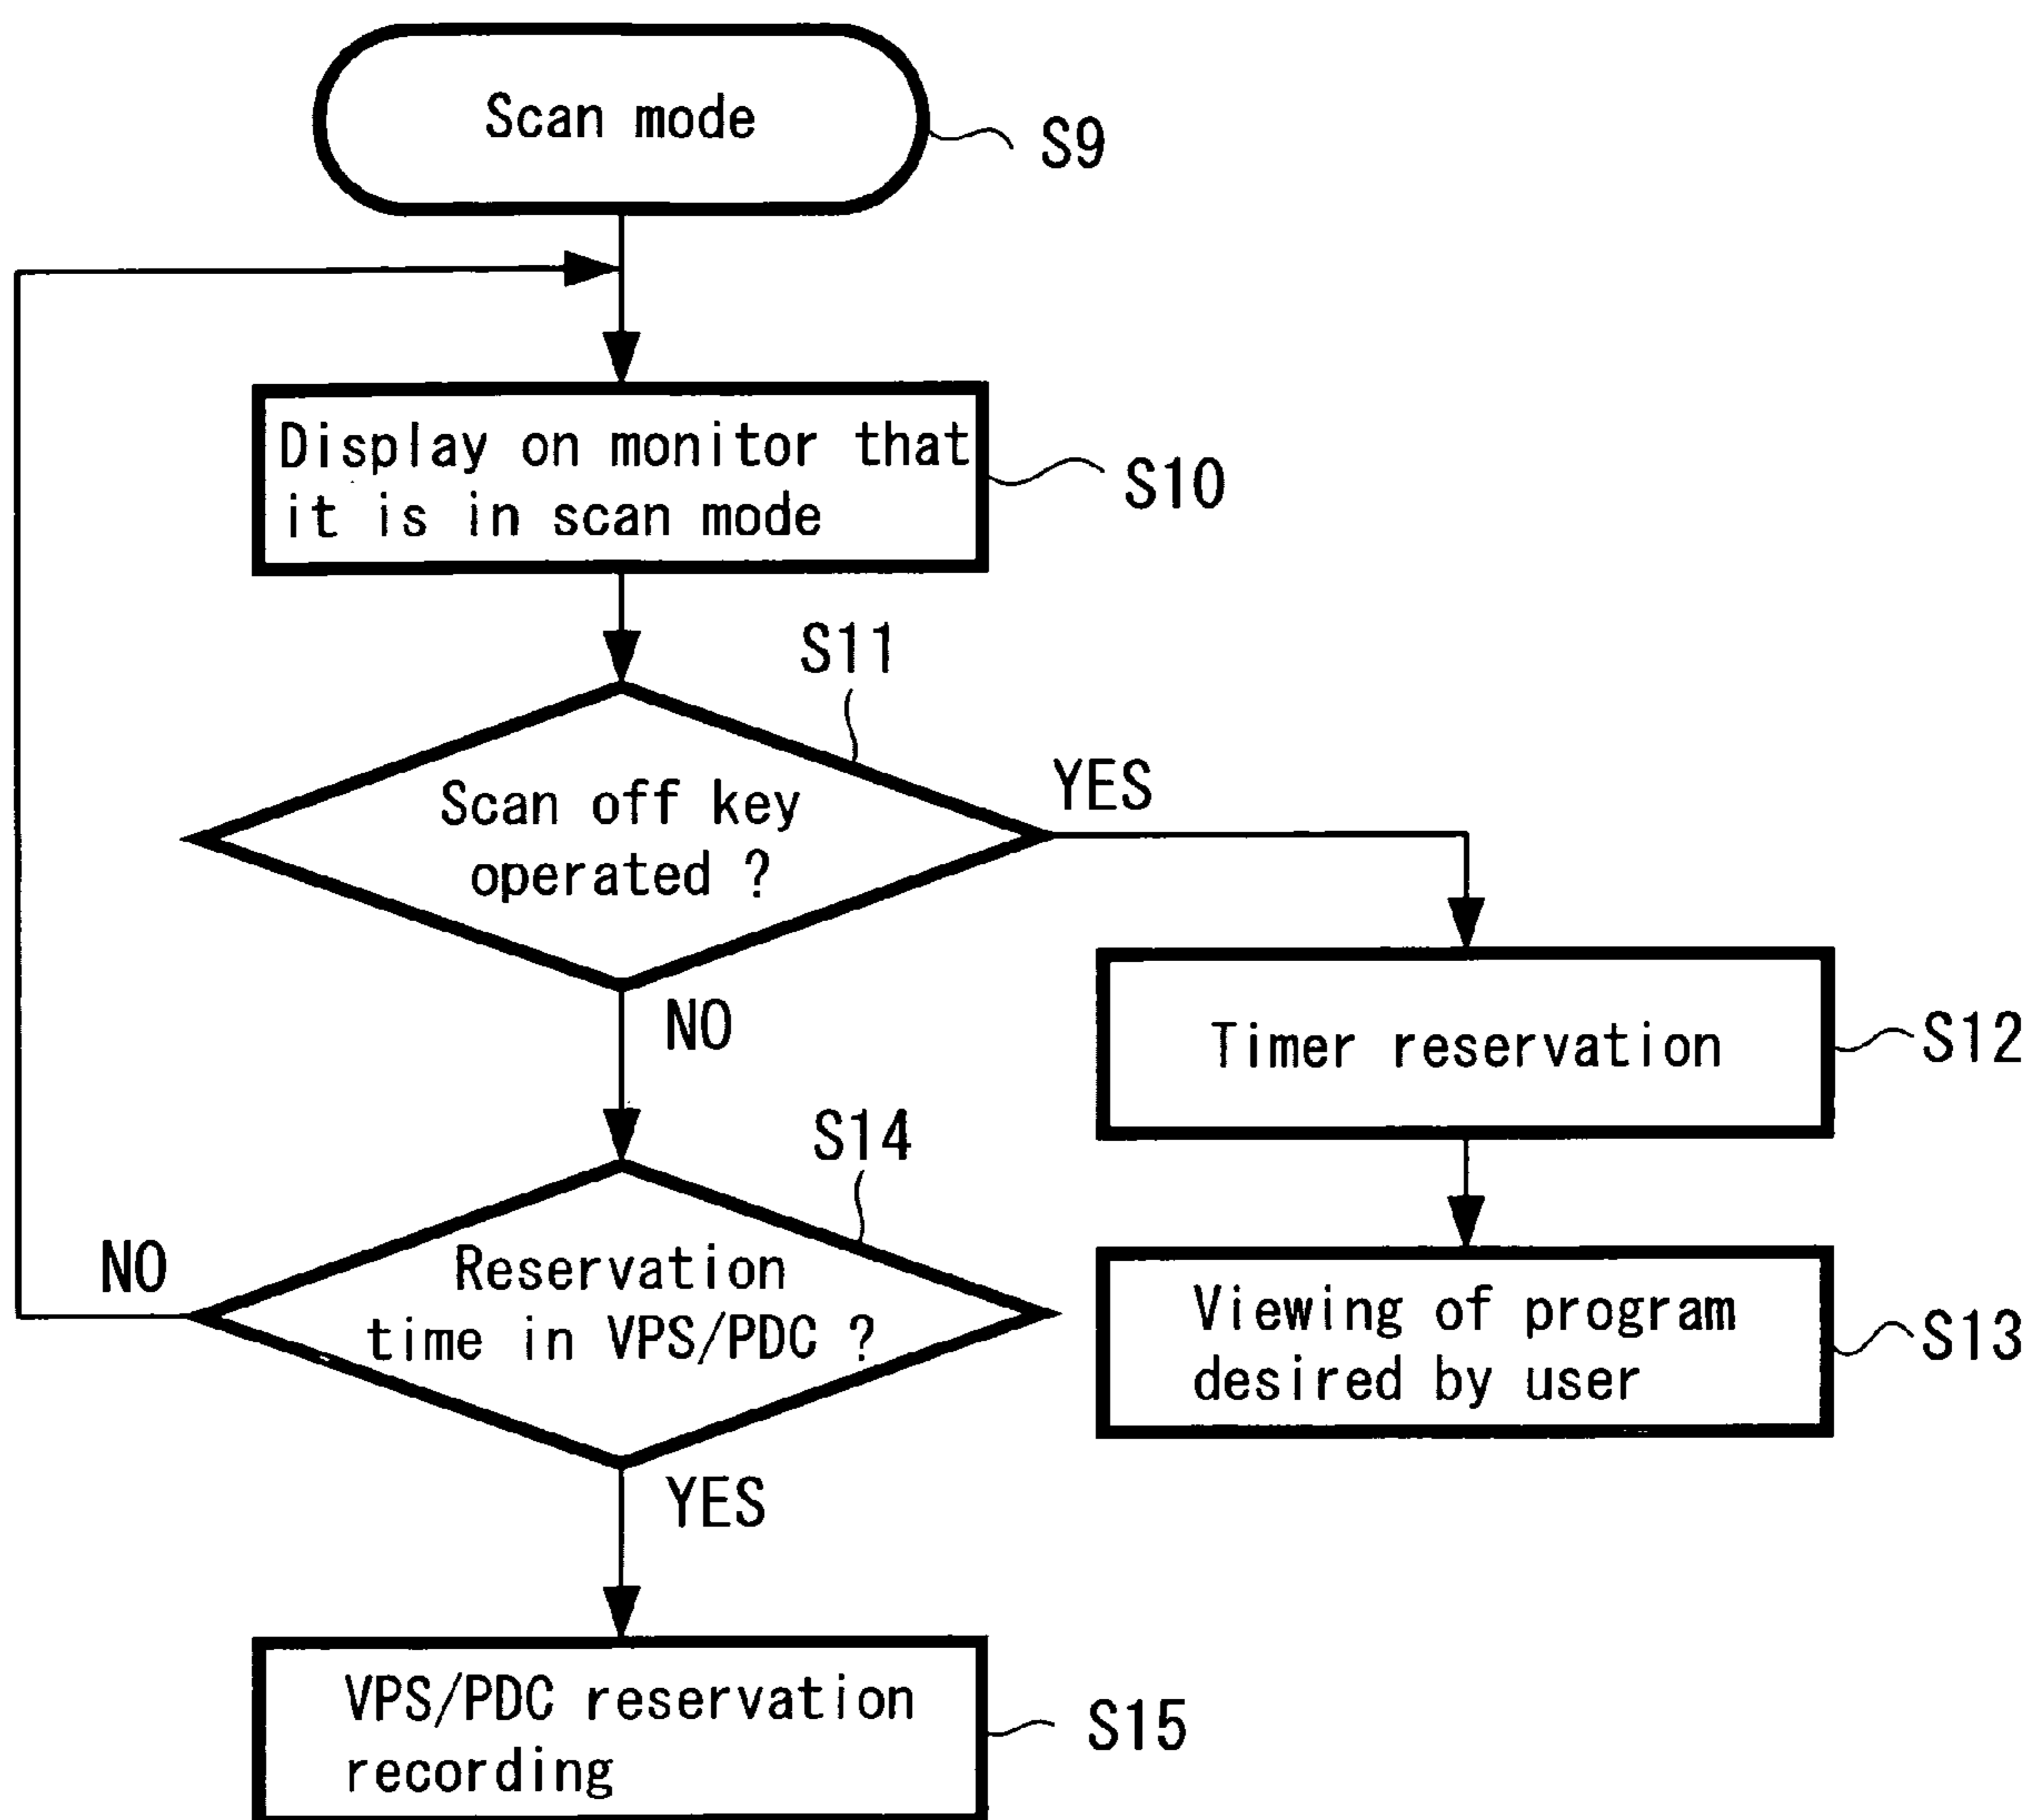 Scan mode
S9
Display on monitor that
it is in scan mode
S10
S11
Scan off key
operated ?
YES
NO
Timer reservation
S12
S14
Reservation
time in VPS/PDC ?
NO
YES
Viewing of program
desired by user
S13
VPS/PDC reservation
recording
S15